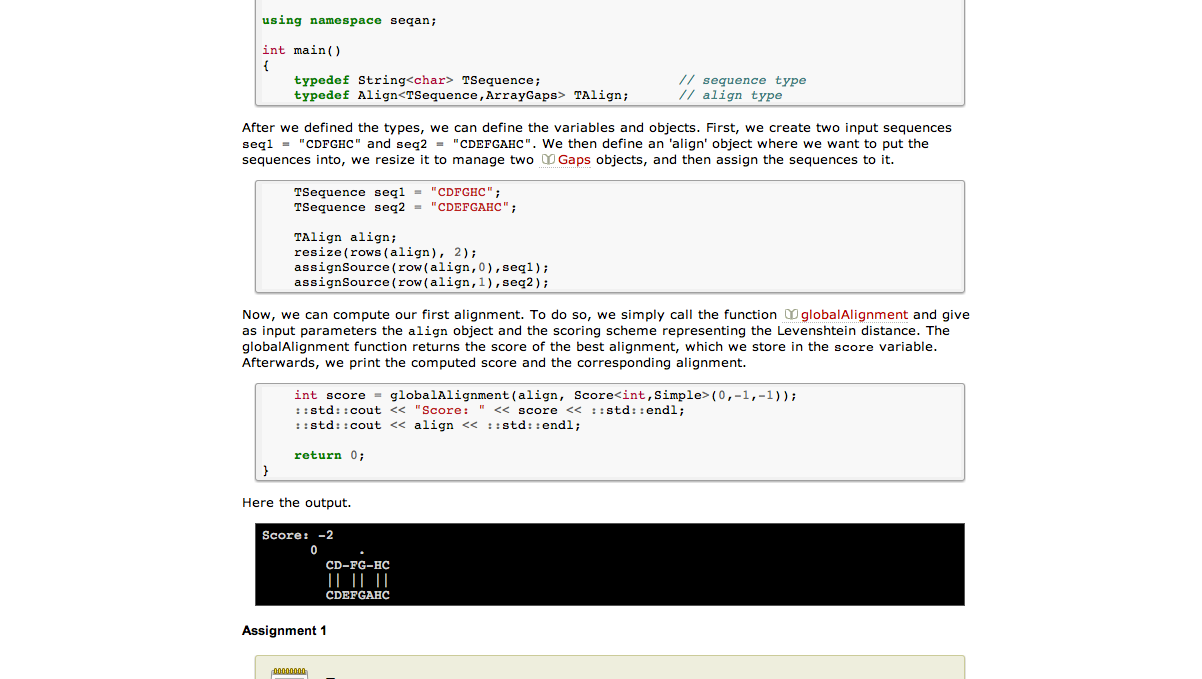 using namespace seqan;
int main()
{
typedef String<char> TSequence; // sequence type
typedef Align<TSequence,ArrayGaps> TAlign; // align type
After we defined the types, we can define the variables and objects. First, we create two input sequences
seq1 = "CDFGHC" and seq2 = "CDEFGAHC". We then define an 'align' object where we want to put the
sequences into, we resize it to manage two Gaps objects, and then assign the sequences to it.
TSequence seq1 = "CDFGHC";
TSequence seq2 = "CDEFGAHC";
TAlign align;
resize(rows(align), 2);
assignSource(row(align,0),seq1);
assignSource(row(align,1),seq2);
Now, we can compute our first alignment. To do so, we simply call the function globalAlignment and give
as input parameters the align object and the scoring scheme representing the Levenshtein distance. The
globalAlignment function returns the score of the best alignment, which we store in the score variable.
Afterwards, we print the computed score and the corresponding alignment.
int score = globalAlignment(align, Score<int,Simple>(0,-1,-1));
::std::cout << "Score: " << score << ::std::endl;
::std::cout << align << ::std::endl;
return 0;
}
Here the output.
Score: -2
0 .
CD-FG-HC
|| || ||
CDEFGAHC
Assignment 1